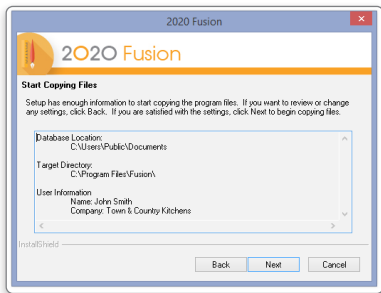 2020 Fusion
2020 Fusion
Start Copying Files
Setup has enough information to start copying the program files. If you want to review or change
any settings, click Back. If you are satisfied with the settings, click Next to begin copying files.
Database Location:
C:\Users\Public\Documents
Target Directory:
C:\Program Files\Fusion\
User Information
Name: John Smith
Company: Town & Country Kitchens
InstallShield
Back Next Cancel